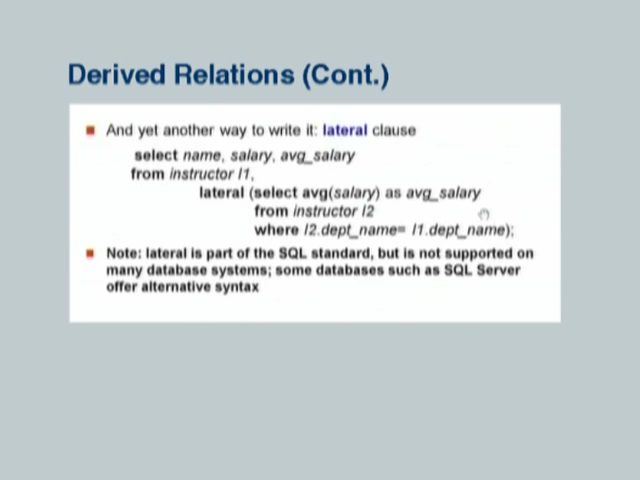 Derived Relations (Cont.)
And yet another way to write it: lateral clause
select name, salary, avg_salary
from instructor I1,
lateral (select avg(salary) as avg_salary
from instructor I2
where I2.dept_name= I1.dept_name);
Note: lateral is part of the SQL standard, but is not supported on
many database systems; some databases such as SQL Server
offer alternative syntax